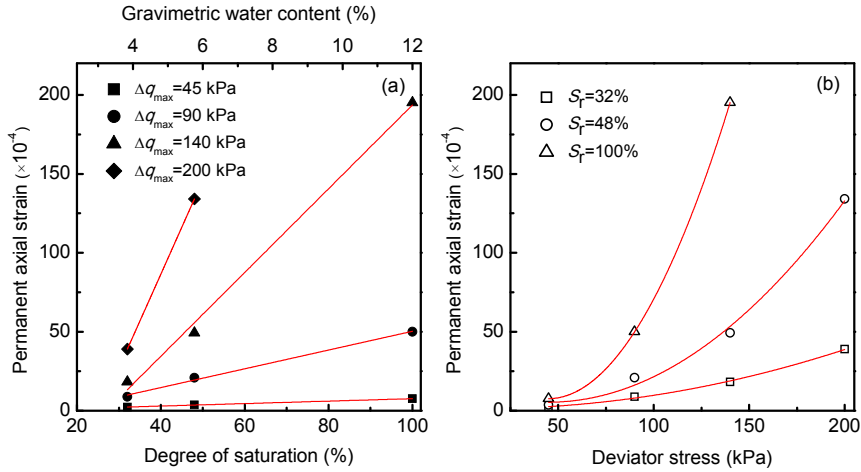 Gravimetric water content (%)
4 6 8 10 12
(a)
Δqmax=45 kPa
Δqmax=90 kPa
Δqmax=140 kPa
Δqmax=200 kPa
Permanent axial strain (×10-4)
200
150
100
50
0
20 40 60 80 100
Degree of saturation (%)
(b)
Sr=32%
Sr=48%
Sr=100%
Permanent axial strain (×10-4)
200
150
100
50
0
50 100 150 200
Deviator stress (kPa)